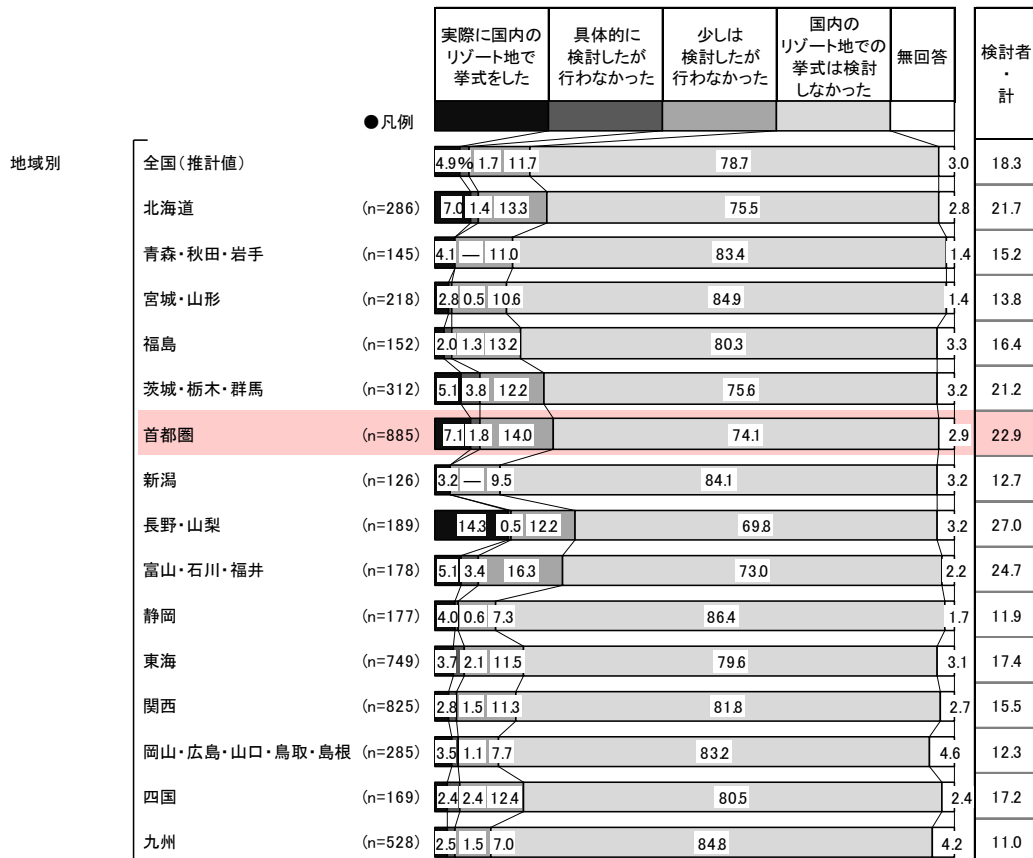 実際に国内の
リゾート地で
挙式をした
具体的に
検討したが
行わなかった
少しは
検討したが
行わなかった
国内の
リゾート地での
挙式は検討
しなかった
無回答
検討者
・
計
●凡例
地域別
全国(推計値) 4.9% 1.7 11.7 78.7 3.0 18.3
北海道 (n=286) 7.0 1.4 13.3 75.5 2.8 21.7
青森・秋田・岩手 (n=145) 4.1 — 11.0 83.4 1.4 15.2
宮城・山形 (n=218) 2.8 0.5 10.6 84.9 1.4 13.8
福島 (n=152) 2.0 1.3 13.2 80.3 3.3 16.4
茨城・栃木・群馬 (n=312) 5.1 3.8 12.2 75.6 3.2 21.2
首都圏 (n=885) 7.1 1.8 14.0 74.1 2.9 22.9
新潟 (n=126) 3.2 — 9.5 84.1 3.2 12.7
長野・山梨 (n=189) 14.3 0.5 12.2 69.8 3.2 27.0
富山・石川・福井 (n=178) 5.1 3.4 16.3 73.0 2.2 24.7
静岡 (n=177) 4.0 0.6 7.3 86.4 1.7 11.9
東海 (n=749) 3.7 2.1 11.5 79.6 3.1 17.4
関西 (n=825) 2.8 1.5 11.3 81.8 2.7 15.5
岡山・広島・山口・鳥取・島根 (n=285) 3.5 1.1 7.7 83.2 4.6 12.3
四国 (n=169) 2.4 2.4 12.4 80.5 2.4 17.2
九州 (n=528) 2.5 1.5 7.0 84.8 4.2 11.0